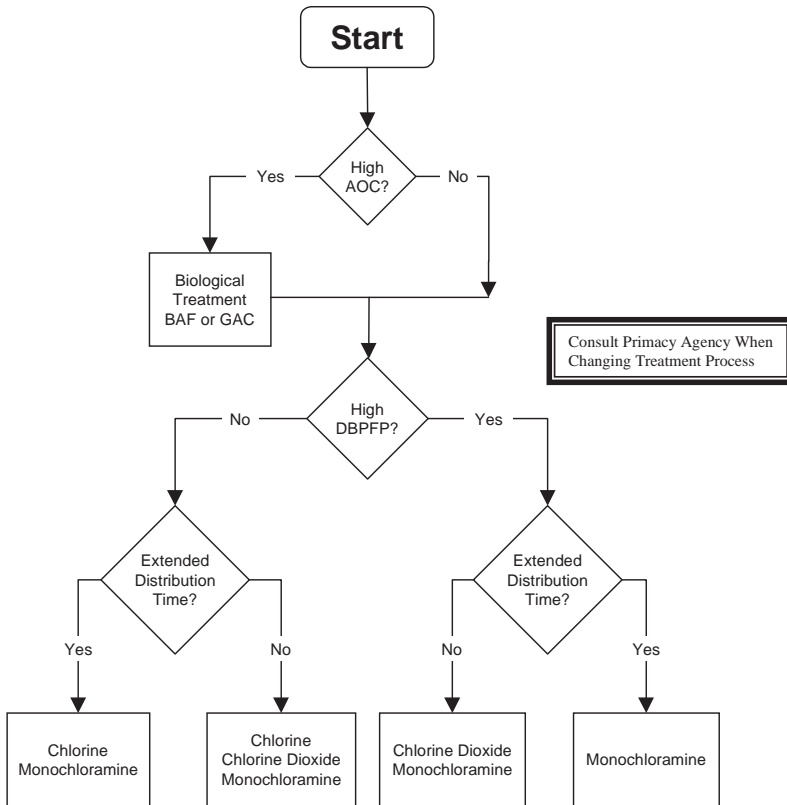 Start
High
AOC?
Yes
No
Biological
Treatment
BAF or GAC
Consult Primacy Agency When
Changing Treatment Process
High
DBPFP?
No
Yes
Extended
Distribution
Time?
Extended
Distribution
Time?
Yes
No
No
Yes
Chlorine
Monochloramine
Chlorine
Chlorine Dioxide
Monochloramine
Chlorine Dioxide
Monochloramine
Monochloramine